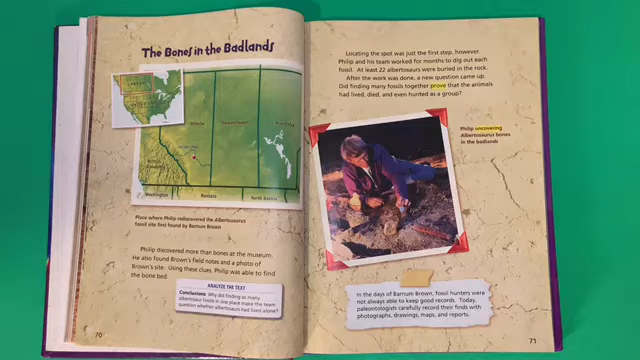 The Bones in the Badlands
Alberta
Saskatchewan
Manitoba
British
Columbia
Washington
Montana
North Dakota
Place where Philip rediscovered the Albertosaurus
fossil site first found by Barnum Brown
Philip discovered more than bones at the museum.
He also found Brown's field notes and a photo of
Brown's site. Using these clues, Philip was able to find
the bone bed.
ANALYZE THE TEXT
Conclusions Why did finding so many
albertosaur fossils in one place make the team
question whether albertosaurs had lived alone?
70
Locating the spot was just the first step, however.
Philip and his team worked for months to dig out each
fossil. At least 22 albertosaurs were buried in the rock.
After the work was done, a new question came up.
Did finding many fossils together prove that the animals
had lived, died, and even hunted as a group?
Philip uncovering
Albertosaurus bones
in the badlands
In the days of Barnum Brown, fossil hunters were
not always able to keep good records. Today,
paleontologists carefully record their finds with
photographs, drawings, maps, and reports.
71